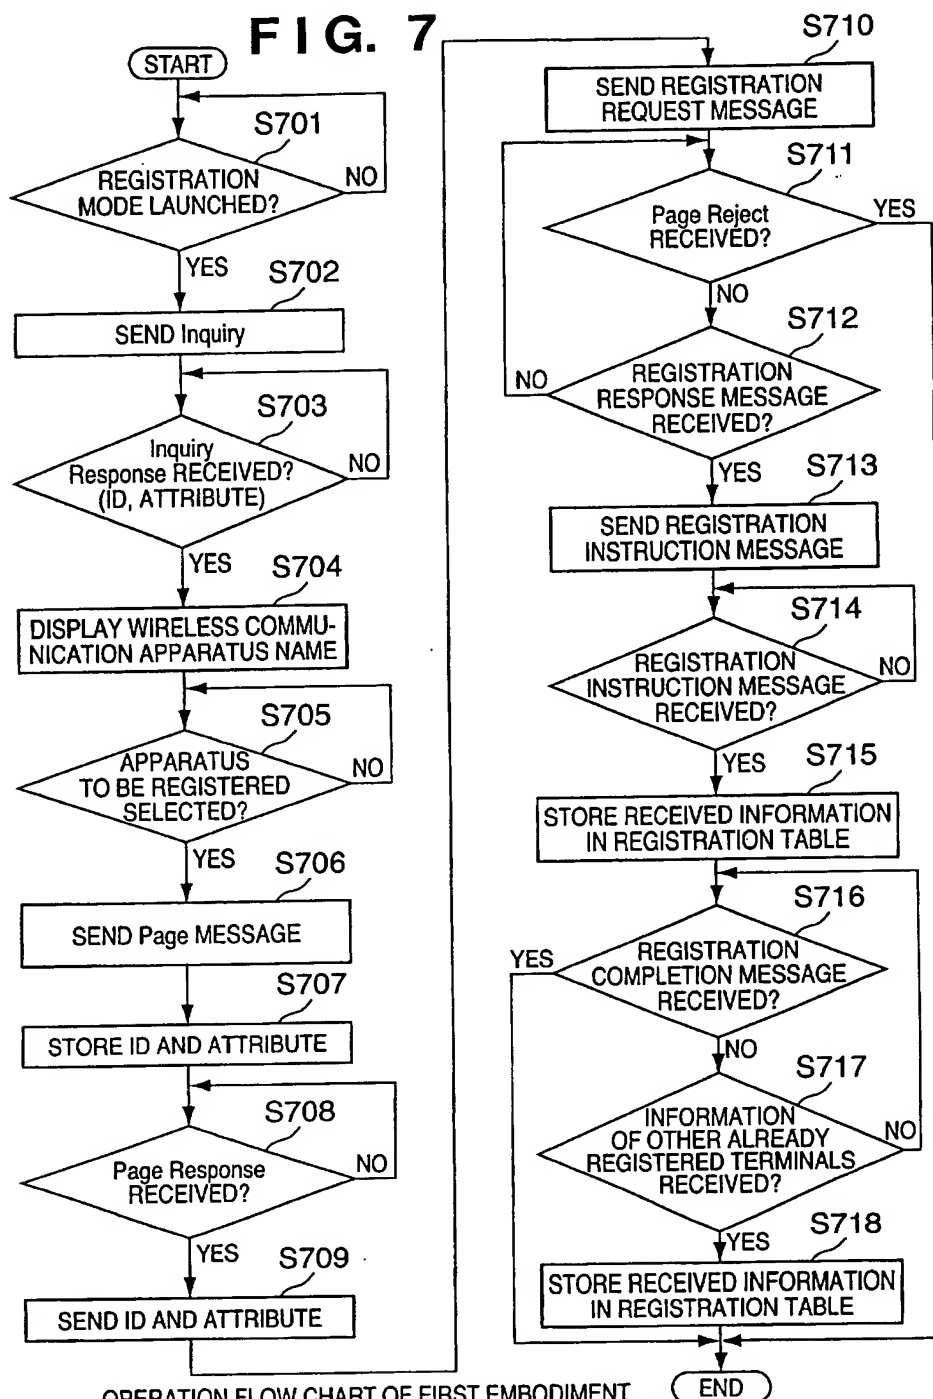 FIG. 7
START
S701
REGISTRATION
MODE LAUNCHED?
NO
YES
S702
SEND Inquiry
S703
Inquiry
Response RECEIVED?
(ID, ATTRIBUTE)
NO
YES
S704
DISPLAY WIRELESS COMMU-
NICATION APPARATUS NAME
S705
APPARATUS
TO BE REGISTERED
SELECTED?
NO
YES
S706
SEND Page MESSAGE
S707
STORE ID AND ATTRIBUTE
S708
Page Response
RECEIVED?
NO
YES
S709
SEND ID AND ATTRIBUTE
S710
SEND REGISTRATION
REQUEST MESSAGE
S711
Page Reject
RECEIVED?
YES
NO
S712
REGISTRATION
RESPONSE MESSAGE
RECEIVED?
NO
YES
S713
SEND REGISTRATION
INSTRUCTION MESSAGE
S714
REGISTRATION
INSTRUCTION MESSAGE
RECEIVED?
NO
YES
S715
STORE RECEIVED INFORMATION
IN REGISTRATION TABLE
S716
REGISTRATION
COMPLETION MESSAGE
RECEIVED?
YES
NO
S717
INFORMATION
OF OTHER ALREADY
REGISTERED TERMINALS
RECEIVED?
NO
YES
S718
STORE RECEIVED INFORMATION
IN REGISTRATION TABLE
END
OPERATION FLOW CHART OF FIRST EMBODIMENT